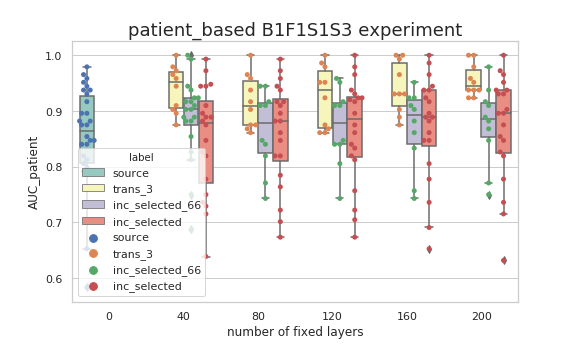 patient_based B1F1S1S3 experiment
1.0
0.9
0.8
0.7
0.6
AUC_patient
label
source
trans_3
inc_selected_66
inc_selected
source
trans_3
inc_selected_66
inc_selected
0 40 80 120 160 200
number of fixed layers